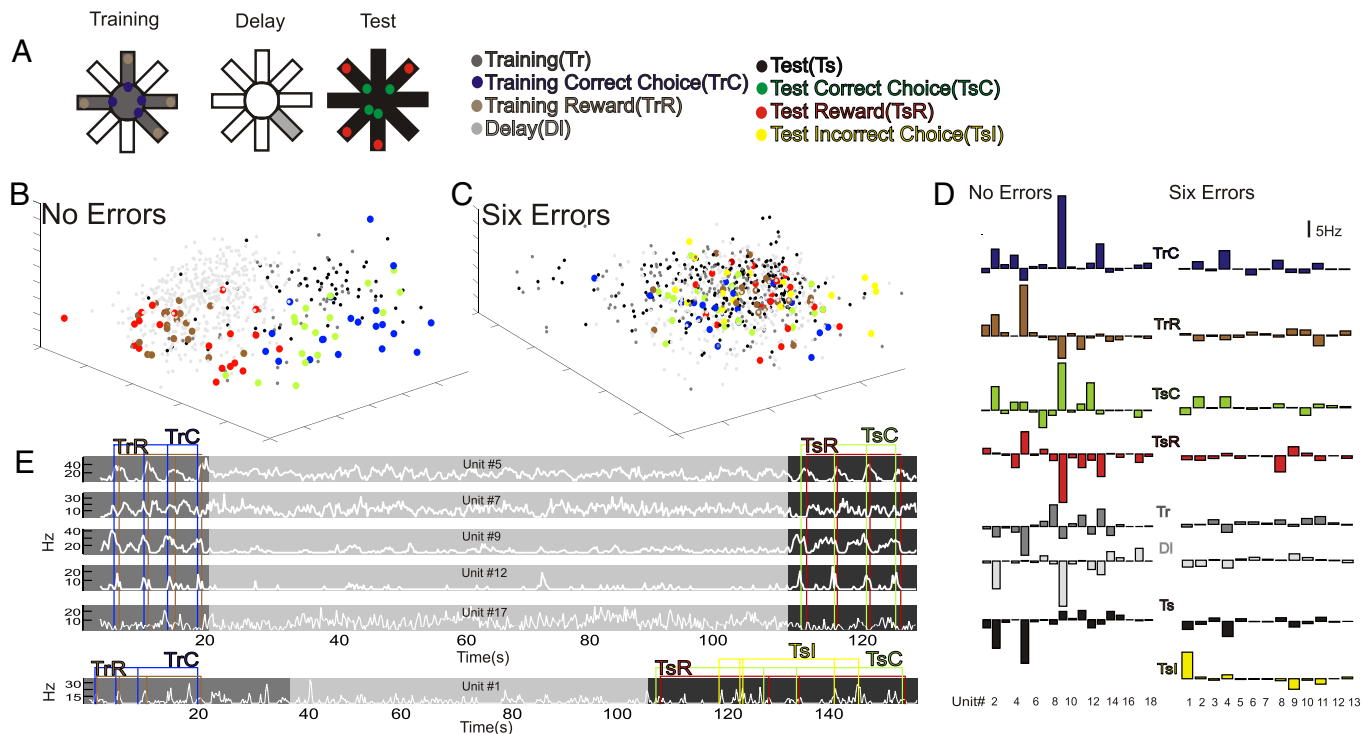 A
Training
Delay
Test
Training(Tr)
Training Correct Choice(TrC)
Training Reward(TrR)
Delay(Dl)
Test(Ts)
Test Correct Choice(TsC)
Test Reward(TsR)
Test Incorrect Choice(TsI)
B
No Errors
C
Six Errors
D
No Errors
Six Errors
5Hz
TrC
TrR
TsC
TsR
Tr
Dl
Ts
TsI
Unit# 2 4 6 8 10 12 14 16 18
1 2 3 4 5 6 7 8 9 10 11 12 13
E
TrR
TrC
TsR
TsC
40
20
Unit #5
30
10
Unit #7
Hz
40
20
Unit #9
20
10
Unit #12
20
10
Unit #17
20 40 60 80 100 120
Time(s)
TrR
TrC
TsR
TsI
TsC
Hz
30
15
Unit #1
20 40 60 80 100 120 140
Time(s)